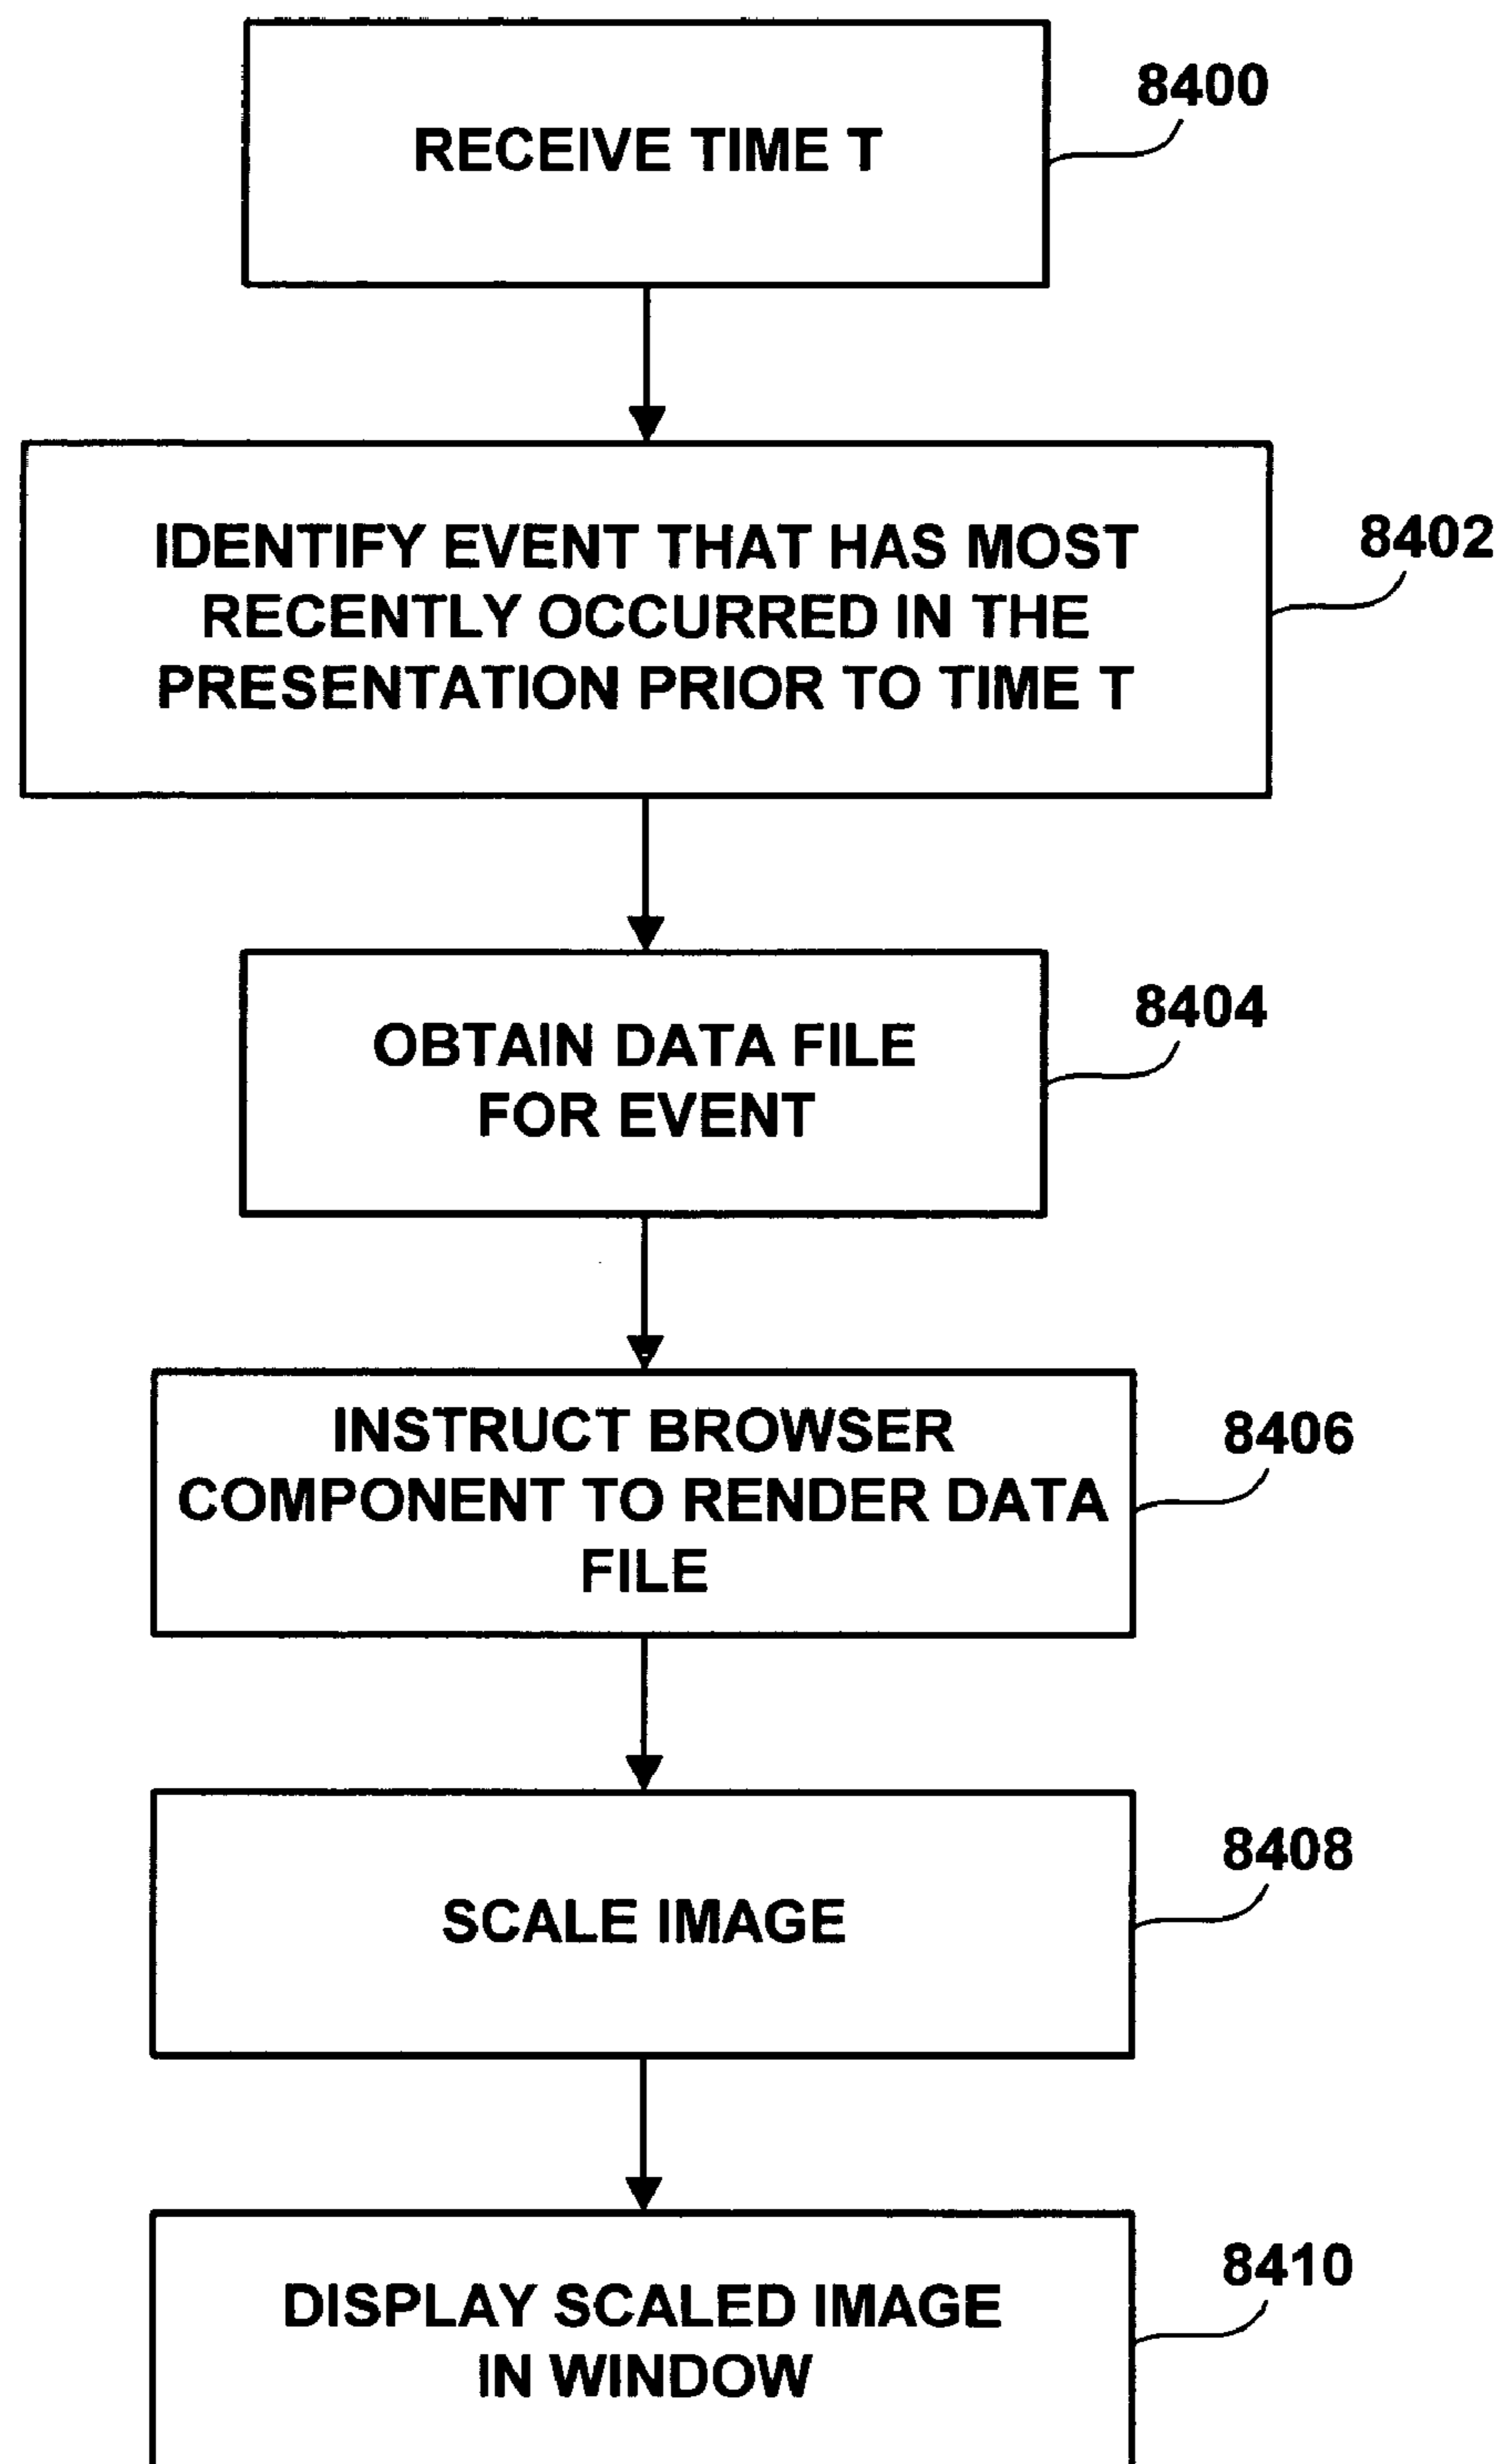 RECEIVE TIME T
8400
IDENTIFY EVENT THAT HAS MOST
RECENTLY OCCURRED IN THE
PRESENTATION PRIOR TO TIME T
8402
OBTAIN DATA FILE
FOR EVENT
8404
INSTRUCT BROWSER
COMPONENT TO RENDER DATA
FILE
8406
SCALE IMAGE
8408
DISPLAY SCALED IMAGE
IN WINDOW
8410